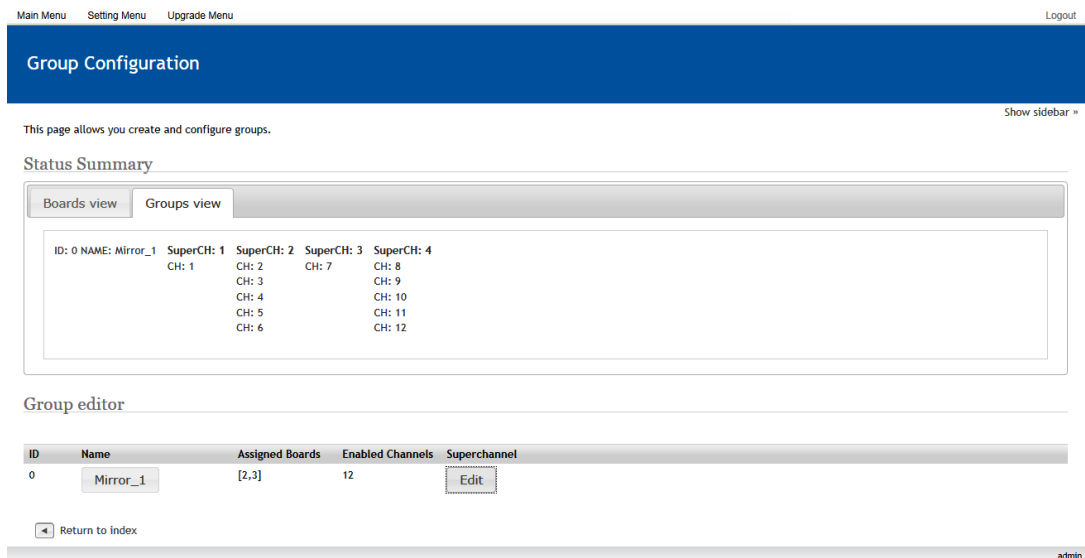 Main Menu Setting Menu Upgrade Menu Logout
Group Configuration
Show sidebar »
This page allows you create and configure groups.
Status Summary
Boards view Groups view
ID: 0 NAME: Mirror_1 SuperCH: 1 SuperCH: 2 SuperCH: 3 SuperCH: 4
CH: 1 CH: 2 CH: 7 CH: 8
CH: 3 CH: 9
CH: 4 CH: 10
CH: 5 CH: 11
CH: 6 CH: 12
Group editor
ID Name Assigned Boards Enabled Channels Superchannel
0 Mirror_1 [2,3] 12 Edit
Return to index
admin